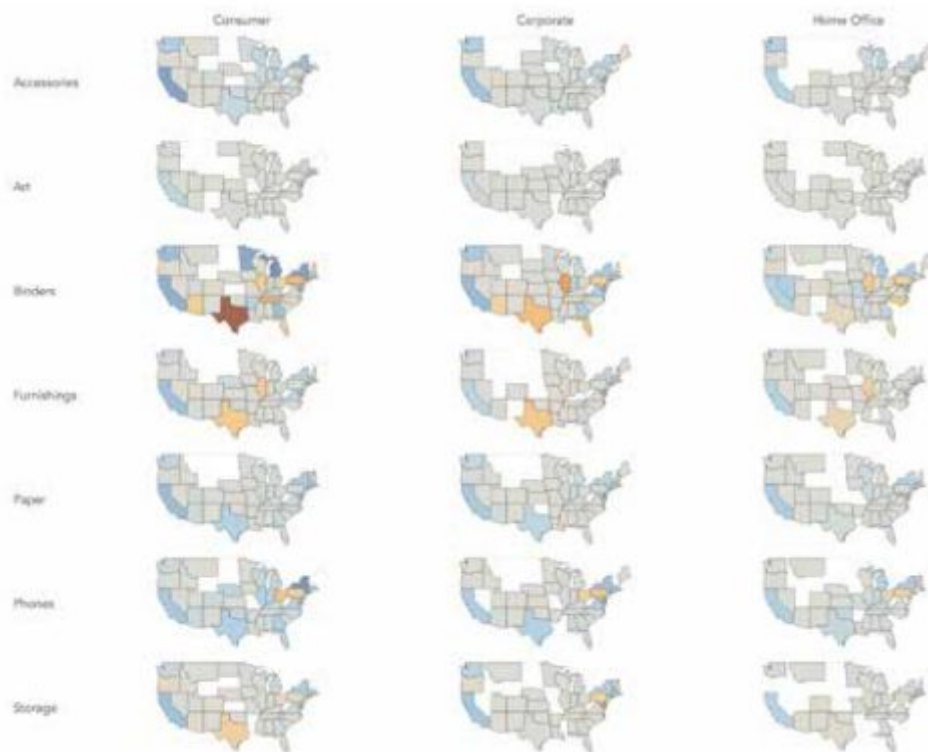 Consumer Corporate Home Office
Accessories
Art
Binders
Furnishings
Paper
Phones
Storage